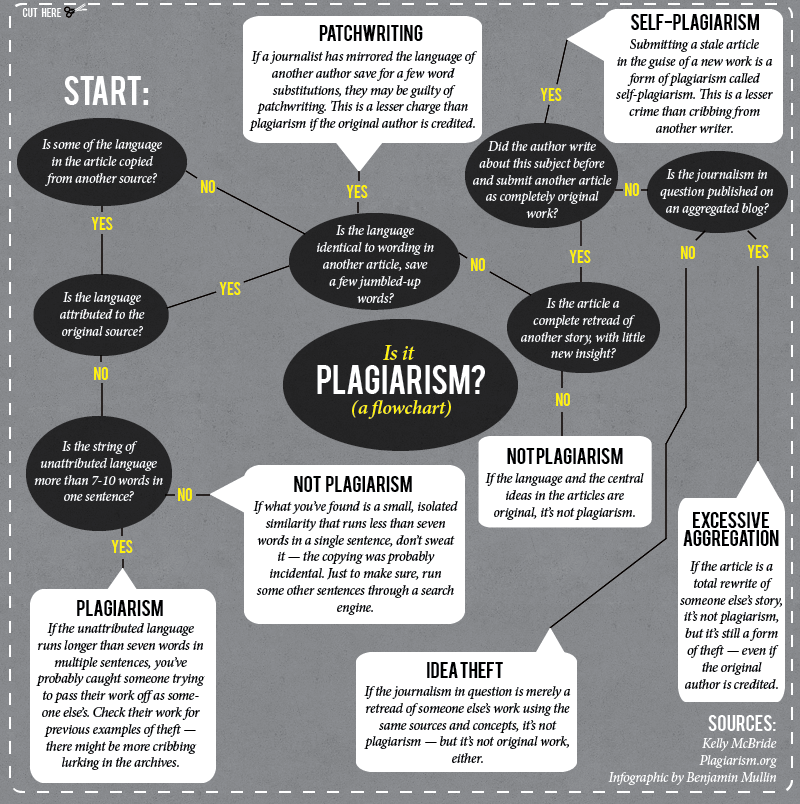 CUT HERE
START:
Is some of the language
in the article copied
from another source?
YES
NO
Is the language
attributed to the
original source?
YES
NO
Is the string of
unattributed language
more than 7-10 words in
one sentence?
NO
YES
PLAGIARISM
If the unattributed language
runs longer than seven words in
multiple sentences, you've
probably caught someone trying
to pass their work off as some-
one else's. Check their work for
previous examples of theft —
there might be more cribbing
lurking in the archives.
NOT PLAGIARISM
If what you've found is a small, isolated
similarity that runs less than seven
words in a single sentence, don't sweat
it — the copying was probably
incidental. Just to make sure, run
some other sentences through a search
engine.
PATCHWRITING
If a journalist has mirrored the language of
another author save for a few word
substitutions, they may be guilty of
patchwriting. This is a lesser charge than
plagiarism if the original author is credited.
YES
Is the language
identical to wording in
another article, save
a few jumbled-up
words?
NO
Is it
PLAGIARISM?
(a flowchart)
Is the article a
complete retread of
another story, with little
new insight?
YES
NO
NOT PLAGIARISM
If the language and the central
ideas in the articles are
original, it's not plagiarism.
Did the author write
about this subject before
and submit another article
as completely original
work?
YES
NO
SELF-PLAGIARISM
Submitting a stale article
in the guise of a new work is a
form of plagiarism called
self-plagiarism. This is a lesser
crime than cribbing from
another writer.
Is the journalism in
question published on
an aggregated blog?
NO
YES
IDEA THEFT
If the journalism in question is merely a
retread of someone else's work using the
same sources and concepts, it's not
plagiarism — but it's not original work,
either.
EXCESSIVE
AGGREGATION
If the article is a
total rewrite of
someone else's story,
it's not plagiarism,
but it's still a form
of theft — even if
the original
author is credited.
SOURCES:
Kelly McBride
Plagiarism.org
Infographic by Benjamin Mullin